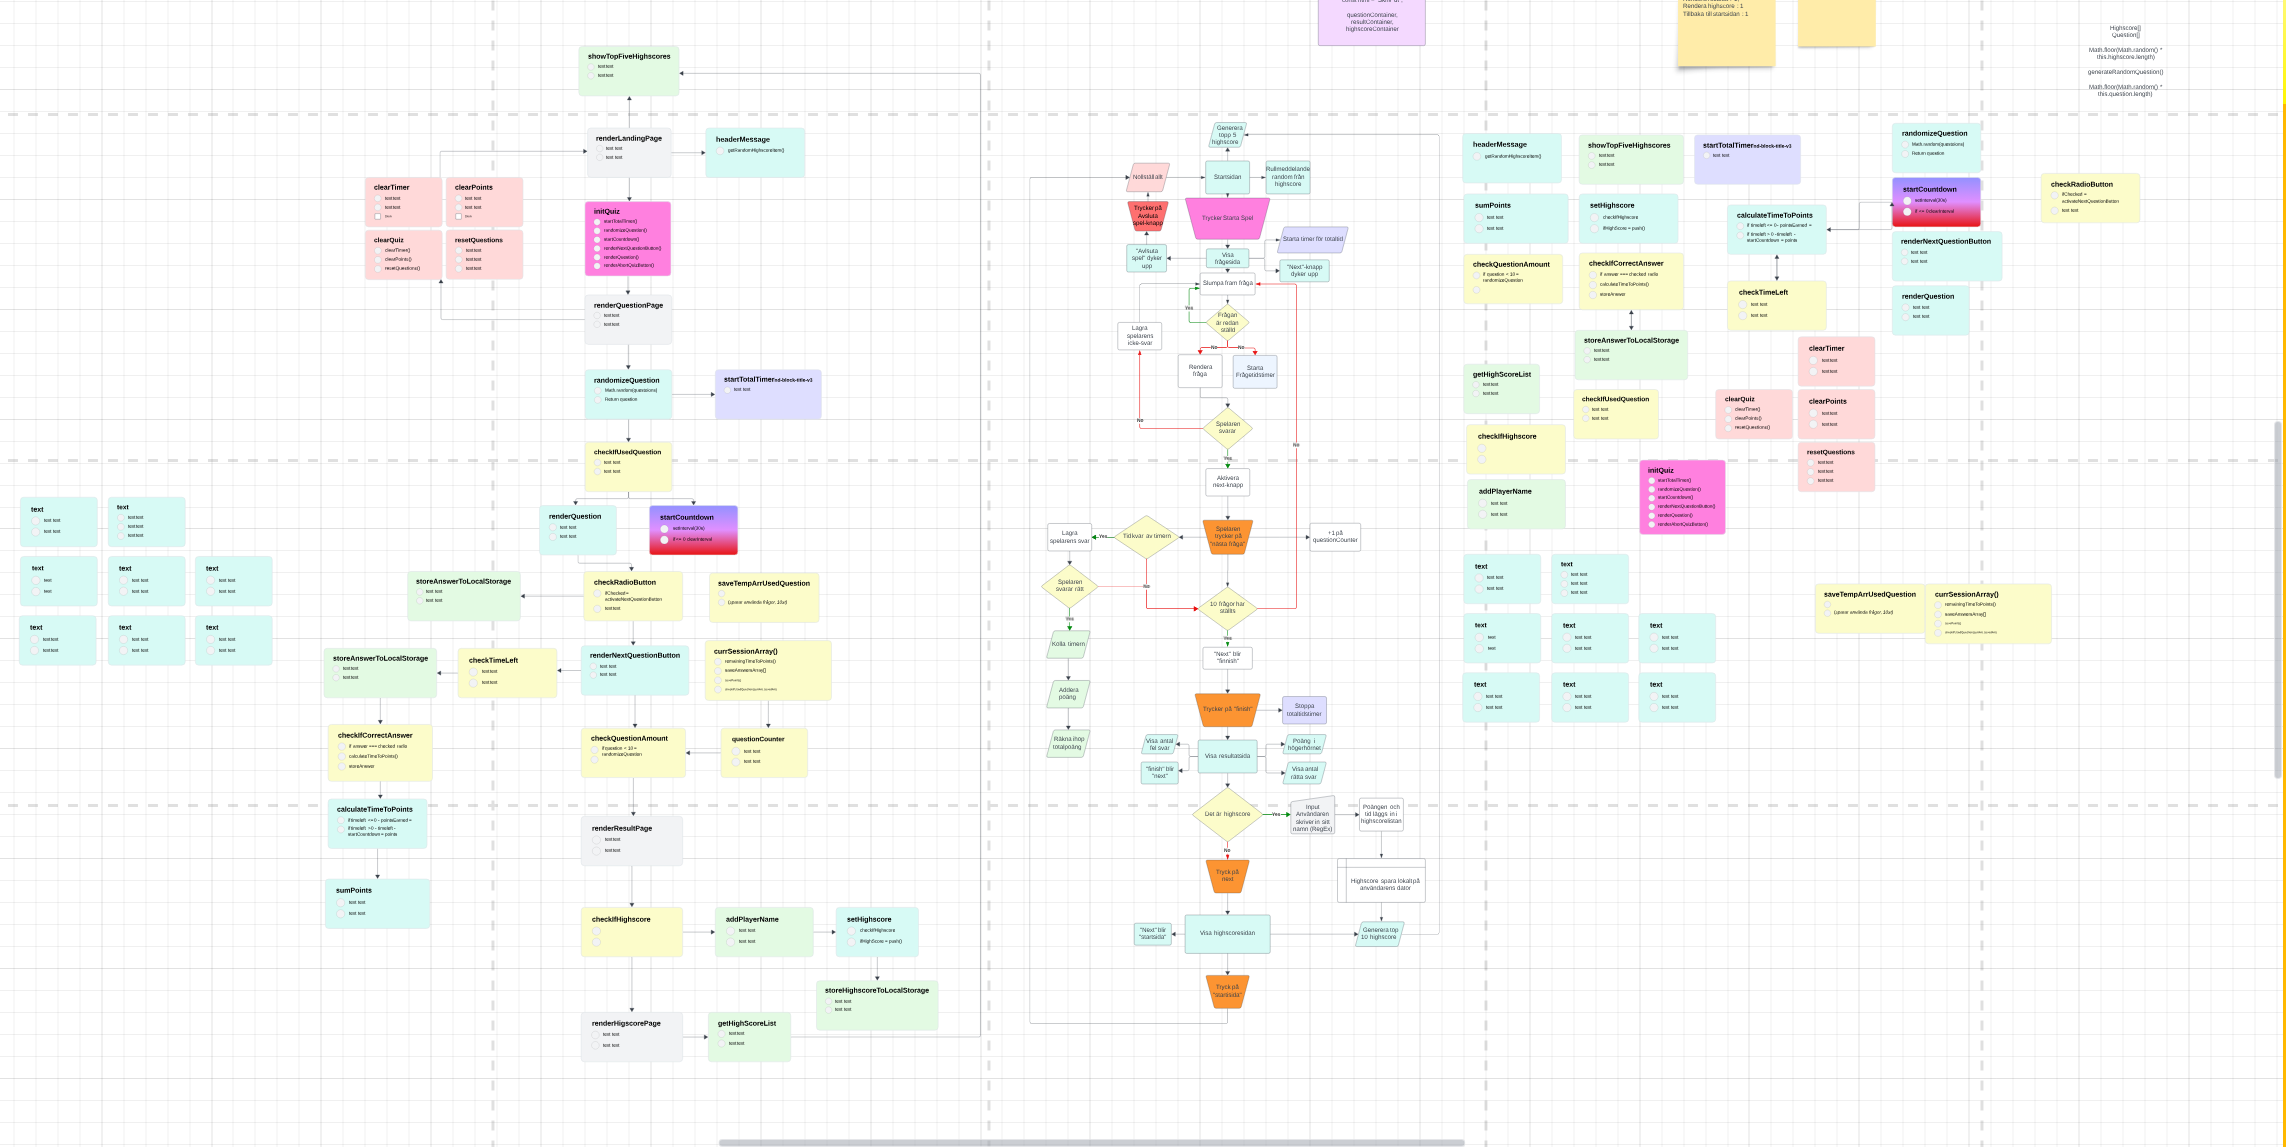 questionContainer,
resultContainer,
highscoreContainer
Rendera highscore : 1
Tillbaka till startsidan : 1
Highscore[]
Question[]
Math.floor(Math.random() *
this.highscore.length)
generateRandomQuestion()
Math.floor(Math.random() *
this.question.length)
showTopFiveHighscores
text text
text text
renderLandingPage
text text
text text
headerMessage
getRandomHighscoreItem()
clearTimer
text text
text text
clearPoints
text text
text text
clearQuiz
clearTimer()
clearPoints()
resetQuestions()
resetQuestions
text text
text text
text text
initQuiz
startTotalTimer()
randomizeQuestion()
startCountdown()
renderNextQuestionButton()
renderQuestion()
renderAbortQuizButton()
renderQuestionPage
text text
text text
randomizeQuestion
Math.random(questions)
Return question
startTotalTimernd-block-title-v3
text text
checkIfUsedQuestion
text text
text text
renderQuestion
text text
text text
startCountdown
setInterval(30s)
if == 0 clearInterval
text
text text
text text
text
text text
text text
text text
text
text
text
text
text text
text text
text
text text
text text
text
text text
text text
text
text text
text text
text
text text
text text
storeAnswerToLocalStorage
text text
text text
checkRadioButton
ifChecked =
activateNextQuestionButton
text text
saveTempArrUsedQuestion
(sparar använda frågor, 10st)
storeAnswerToLocalStorage
text text
text text
checkTimeLeft
text text
text text
renderNextQuestionButton
text text
text text
currSessionArray()
remainingTimeToPoints()
saveAnswersArray()
checkIfCorrectAnswer
if answer === checked radio
calculateTimeToPoints()
storeAnswer
checkQuestionAmount
if question < 10 =
randomizeQuestion
questionCounter
text text
text text
calculateTimeToPoints
if timeleft <= 0 - pointsEarned =
if timeleft > 0 - timeleft -
startCountdown = points
renderResultPage
text text
text text
sumPoints
text text
text text
checkIfHighscore
addPlayerName
text text
text text
setHighscore
checkIfHighscore
ifHighScore = push()
storeHighscoreToLocalStorage
text text
text text
renderHigscorePage
text text
text text
getHighScoreList
text text
text text
Generera
topp 5
highscore
Nollställ allt
Startsidan
Rullmeddelande
random från
highscore
Trycker på
Avsluta
spel-knapp
Trycker Starta Spel
"Avlsura
spel" dyker
upp
Visa
frågesida
Starta timer för totaltid
"Next"-knapp
dyker upp
Slumpa fram fråga
Yes
Frågan
är redan
ställd
Lagra
spelarens
icke-svar
No
No
Rendera
fråga
Starta
Frågetidstimer
No
Spelaren
svarar
No
Yes
Aktivera
next-knapp
Lagra
spelarens svar
Yes
Tid kvar av timern
Spelaren
trycker på
"nästa fråga"
+1 på
questionCounter
Spelaren
svarar rätt
No
10 frågor har
ställts
Yes
Yes
Kolla timern
"Next" blir
"finnish"
Addera
poäng
Trycker på "finish"
Stoppa
totaltidstimer
Räkna ihop
totalpoäng
Visa antal
fel svar
Visa resultatsida
Poäng i
högerhörnet
"finish" blir
"next"
Visa antal
rätta svar
Det är highscore
Yes
Input
Användaren
skriver in sitt
namn (RegEx)
Poängen och
tid läggs in i
highscorelistan
No
Tryck på
next
Highscore spara lokalt på
användarens dator
"Next" blir
"startsida"
Visa highscoresidan
Generera top
10 highscore
Tryck på
"startsida"
headerMessage
getRandomHighscoreItem()
showTopFiveHighscores
text text
text text
startTotalTimernd-block-title-v3
text text
randomizeQuestion
Math.random(questions)
Return question
sumPoints
text text
text text
setHighscore
checkIfHighscore
ifHighScore = push()
calculateTimeToPoints
if timeleft <= 0 - pointsEarned =
if timeleft > 0 - timeleft -
startCountdown = points
startCountdown
setInterval(30s)
if == 0 clearInterval
checkRadioButton
ifChecked =
activateNextQuestionButton
text text
checkQuestionAmount
if question < 10 =
randomizeQuestion
checkIfCorrectAnswer
if answer === checked radio
calculateTimeToPoints()
storeAnswer
checkTimeLeft
text text
text text
renderNextQuestionButton
text text
text text
renderQuestion
text text
text text
storeAnswerToLocalStorage
text text
text text
getHighScoreList
text text
text text
checkIfUsedQuestion
text text
text text
clearTimer
text text
text text
clearQuiz
clearTimer()
clearPoints()
resetQuestions()
clearPoints
text text
text text
checkIfHighscore
resetQuestions
text text
text text
text text
initQuiz
startTotalTimer()
randomizeQuestion()
startCountdown()
renderNextQuestionButton()
renderQuestion()
renderAbortQuizButton()
addPlayerName
text text
text text
text
text text
text text
text
text text
text text
text text
text
text
text
text
text text
text text
text
text text
text text
text
text text
text text
text
text text
text text
text
text text
text text
saveTempArrUsedQuestion
(sparar använda frågor, 10st)
currSessionArray()
remainingTimeToPoints()
saveAnswersArray()